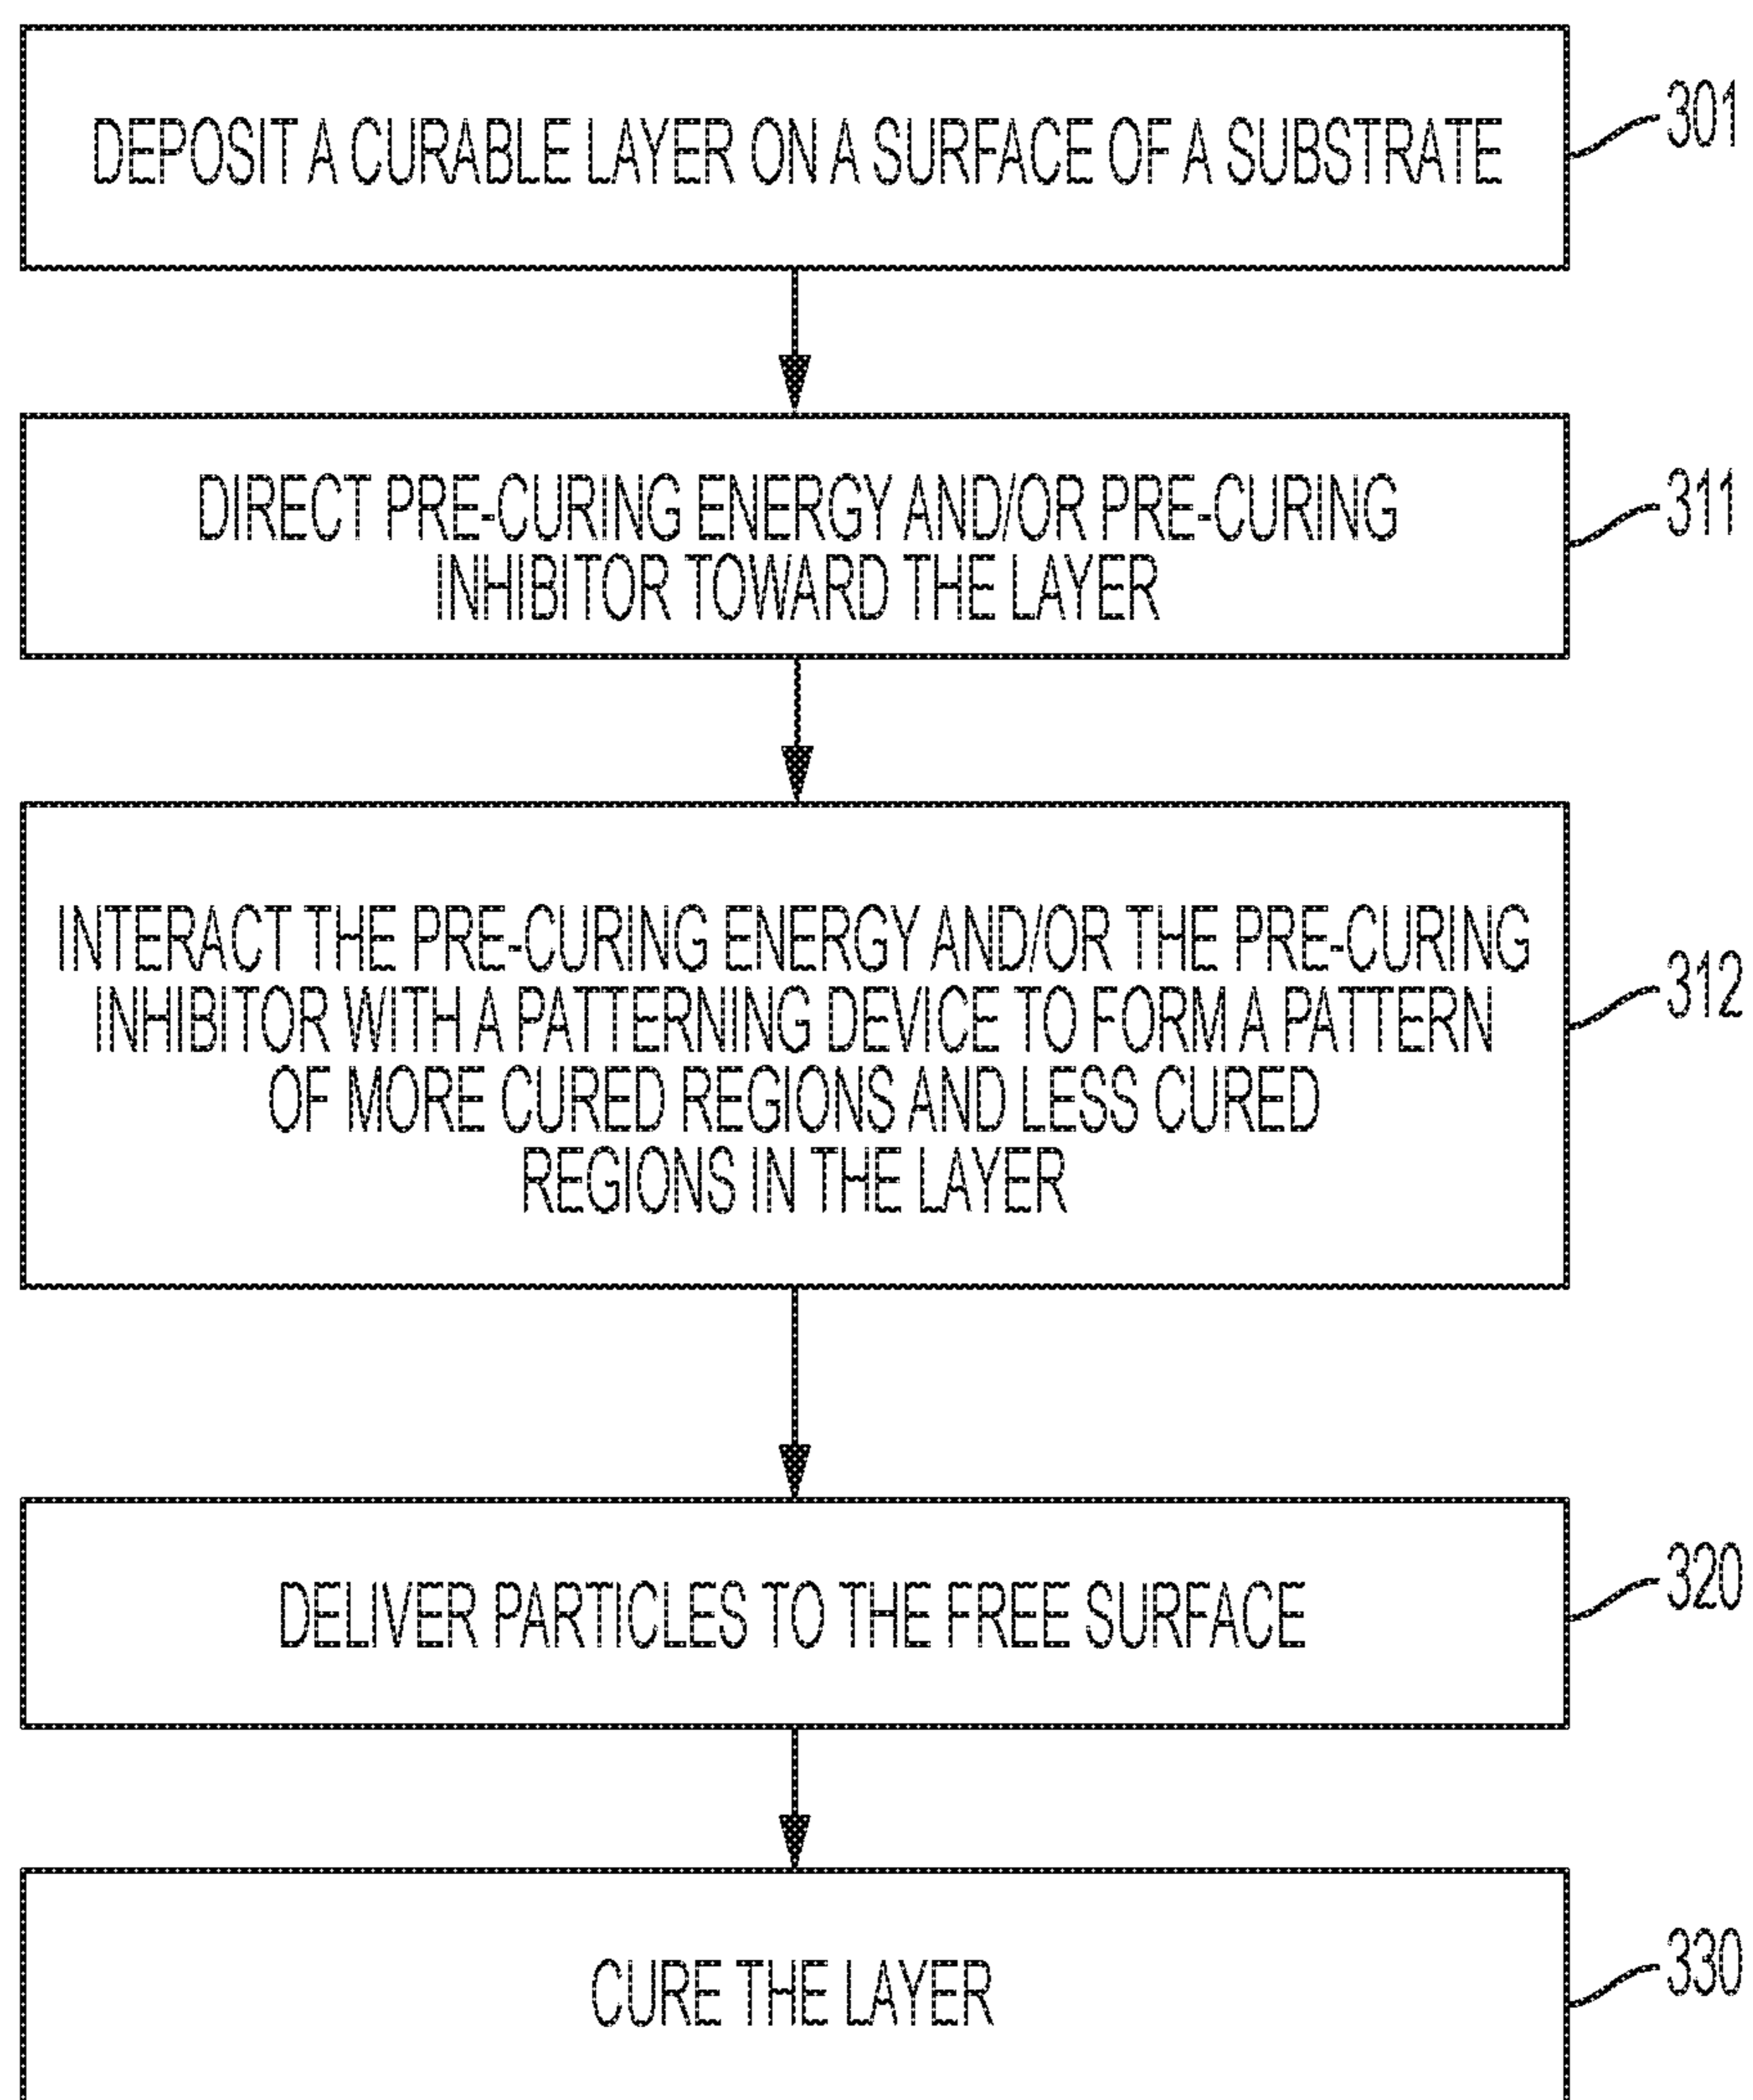 DEPOSIT A CURABLE LAYER ON A SURFACE OF A SUBSTRATE
301
DIRECT PRE-CURING ENERGY AND/OR PRE-CURING
INHIBITOR TOWARD THE LAYER
311
INTERACT THE PRE-CURING ENERGY AND/OR THE PRE-CURING
INHIBITOR WITH A PATTERNING DEVICE TO FORM A PATTERN
OF MORE CURED REGIONS AND LESS CURED
REGIONS IN THE LAYER
312
DELIVER PARTICLES TO THE FREE SURFACE
320
CURE THE LAYER
330